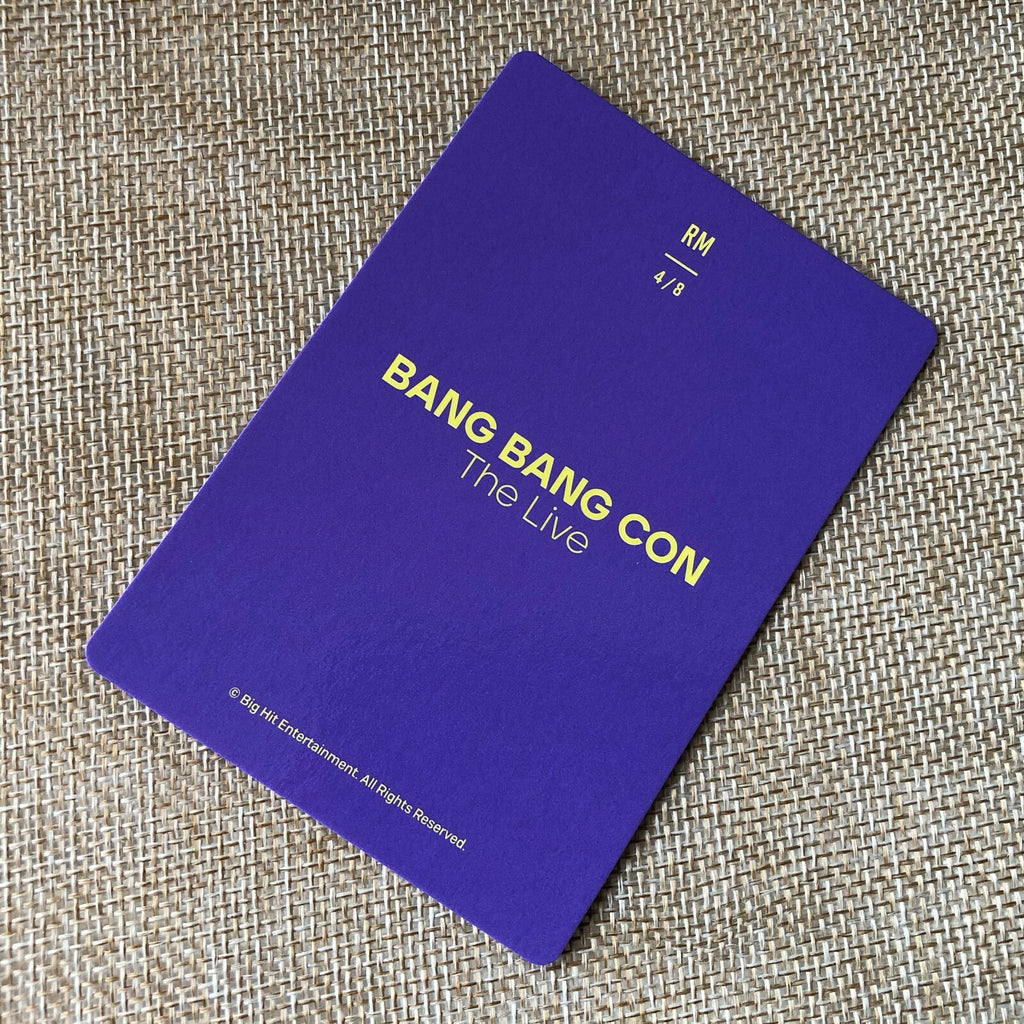 RM
4/8
BANG BANG CON
The Live
© Big Hit Entertainment. All Rights Reserved.